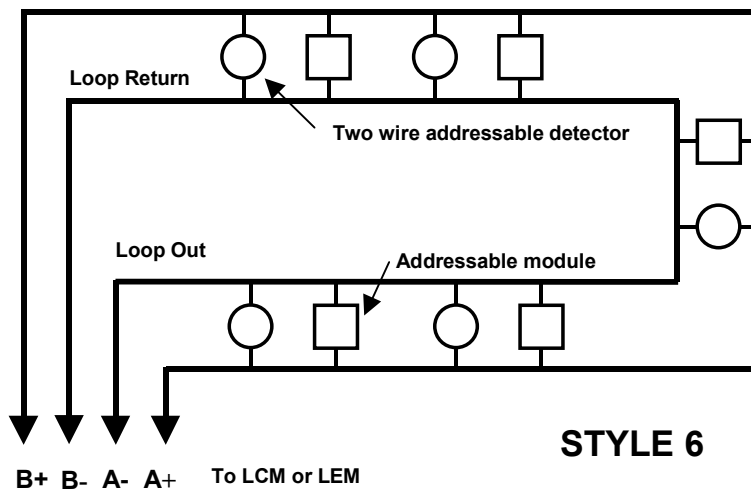 Loop Return
Two wire addressable detector
Loop Out
Addressable module
STYLE 6
B+ B- A- A+ To LCM or LEM